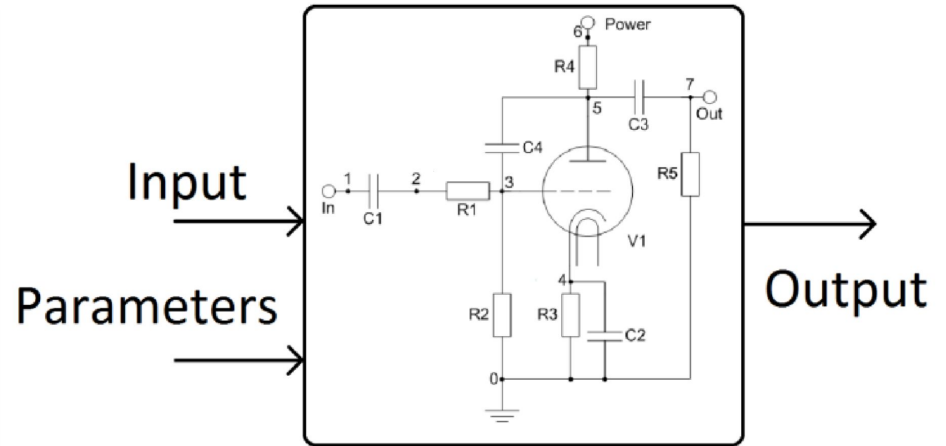 Input
Parameters
6
Power
R4
5
C3
7
Out
C4
1
In
C1
2
R1
3
V1
R5
4
R2
R3
C2
0
Output